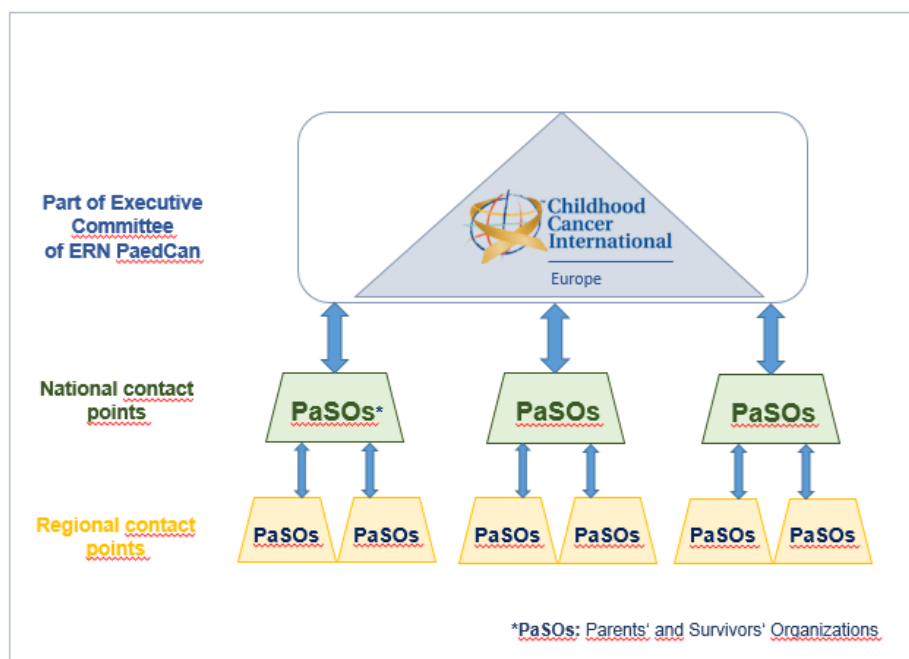 Part of Executive
Committee
of ERN PaedCan
Childhood
Cancer
International
Europe
National contact
points
PaSOs*
PaSOs
PaSOs
Regional contact
points
PaSOs
PaSOs
PaSOs
PaSOs
PaSOs
PaSOs
*PaSOs: Parents‘ and Survivors‘ Organizations